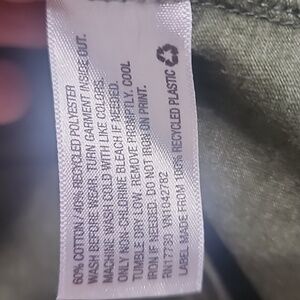 60% COTTON / 40% RECYCLED POLYESTER
WASH BEFORE WEAR. TURN GARMENT INSIDE OUT.
MACHINE WASH COLD WITH LIKE COLORS.
ONLY NON-CHLORINE BLEACH IF NEEDED.
TUMBLE DRY LOW. REMOVE PROMPTLY. COOL
IRON IF NEEDED. DO NOT IRON ON PRINT.
RN17730 VN1042752
LABEL MADE FROM 100% RECYCLED PLASTIC